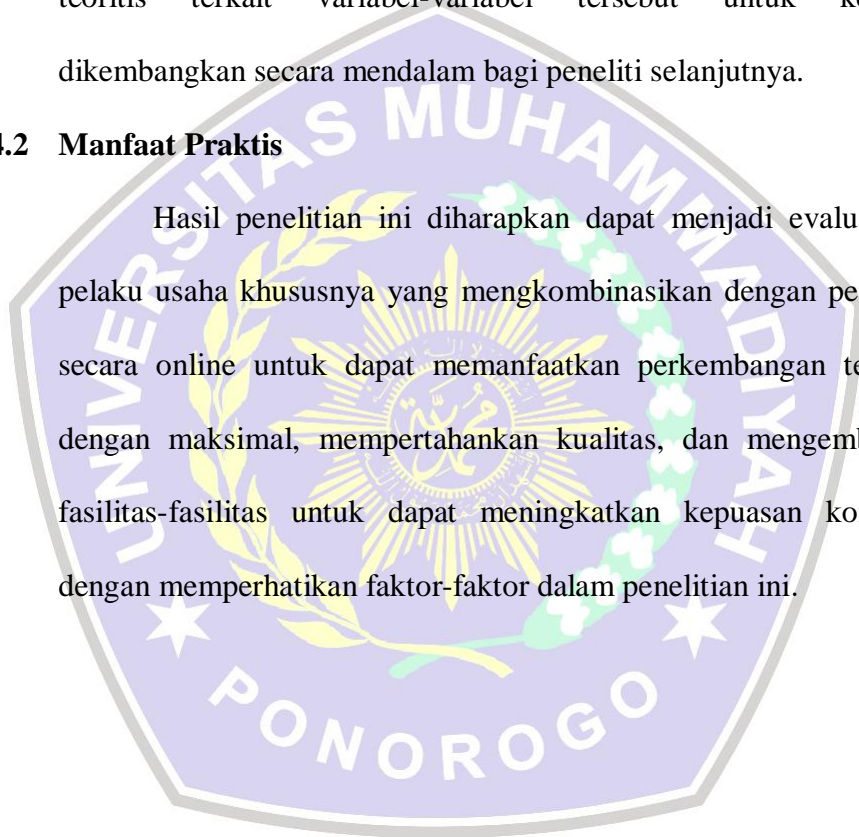 teoritis terkait variabel-variabel tersebut untuk ke
dikembangkan secara mendalam bagi peneliti selanjutnya.
4.2 Manfaat Praktis
Hasil penelitian ini diharapkan dapat menjadi evalu
pelaku usaha khususnya yang mengkombinasikan dengan pe
secara online untuk dapat memanfaatkan perkembangan te
dengan maksimal, mempertahankan kualitas, dan mengemb
fasilitas-fasilitas untuk dapat meningkatkan kepuasan ko
dengan memperhatikan faktor-faktor dalam penelitian ini.
UNIVERSITAS MUHAMMADIYAH
PONOROGO